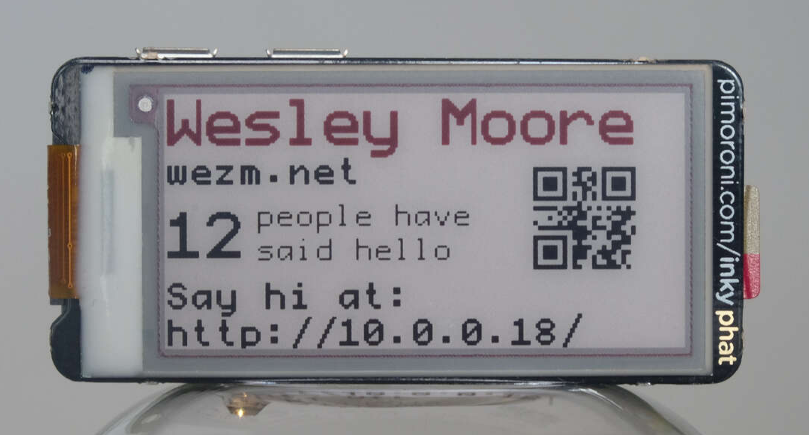 Wesley Moore
wezm.net
12 people have
said hello
Say hi at:
http://10.0.0.18/
pimoroni.com/inky phat